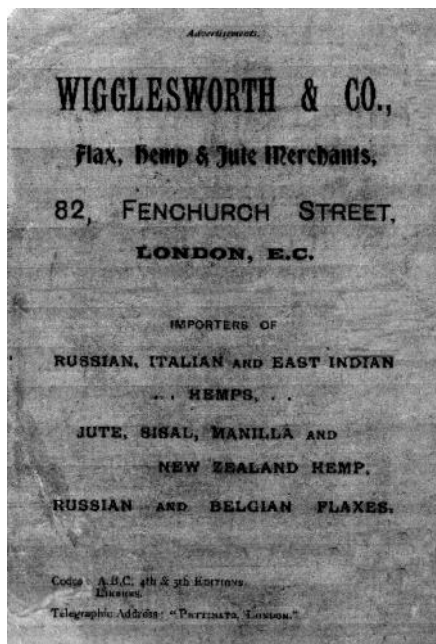 Advertisements.
WIGGLESWORTH & CO.,
Flax, Hemp & Jute Merchants,
82, FENCHURCH STREET,
LONDON, E.C.
IMPORTERS OF
RUSSIAN, ITALIAN AND EAST INDIAN
. . HEMPS, . .
JUTE, SISAL, MANILLA AND
NEW ZEALAND HEMP,
RUSSIAN AND BELGIAN FLAXES.
Codes: A.B.C. 4th & 5th EDITIONS.
Telegraphic Address: "PETTINATO, LONDON."